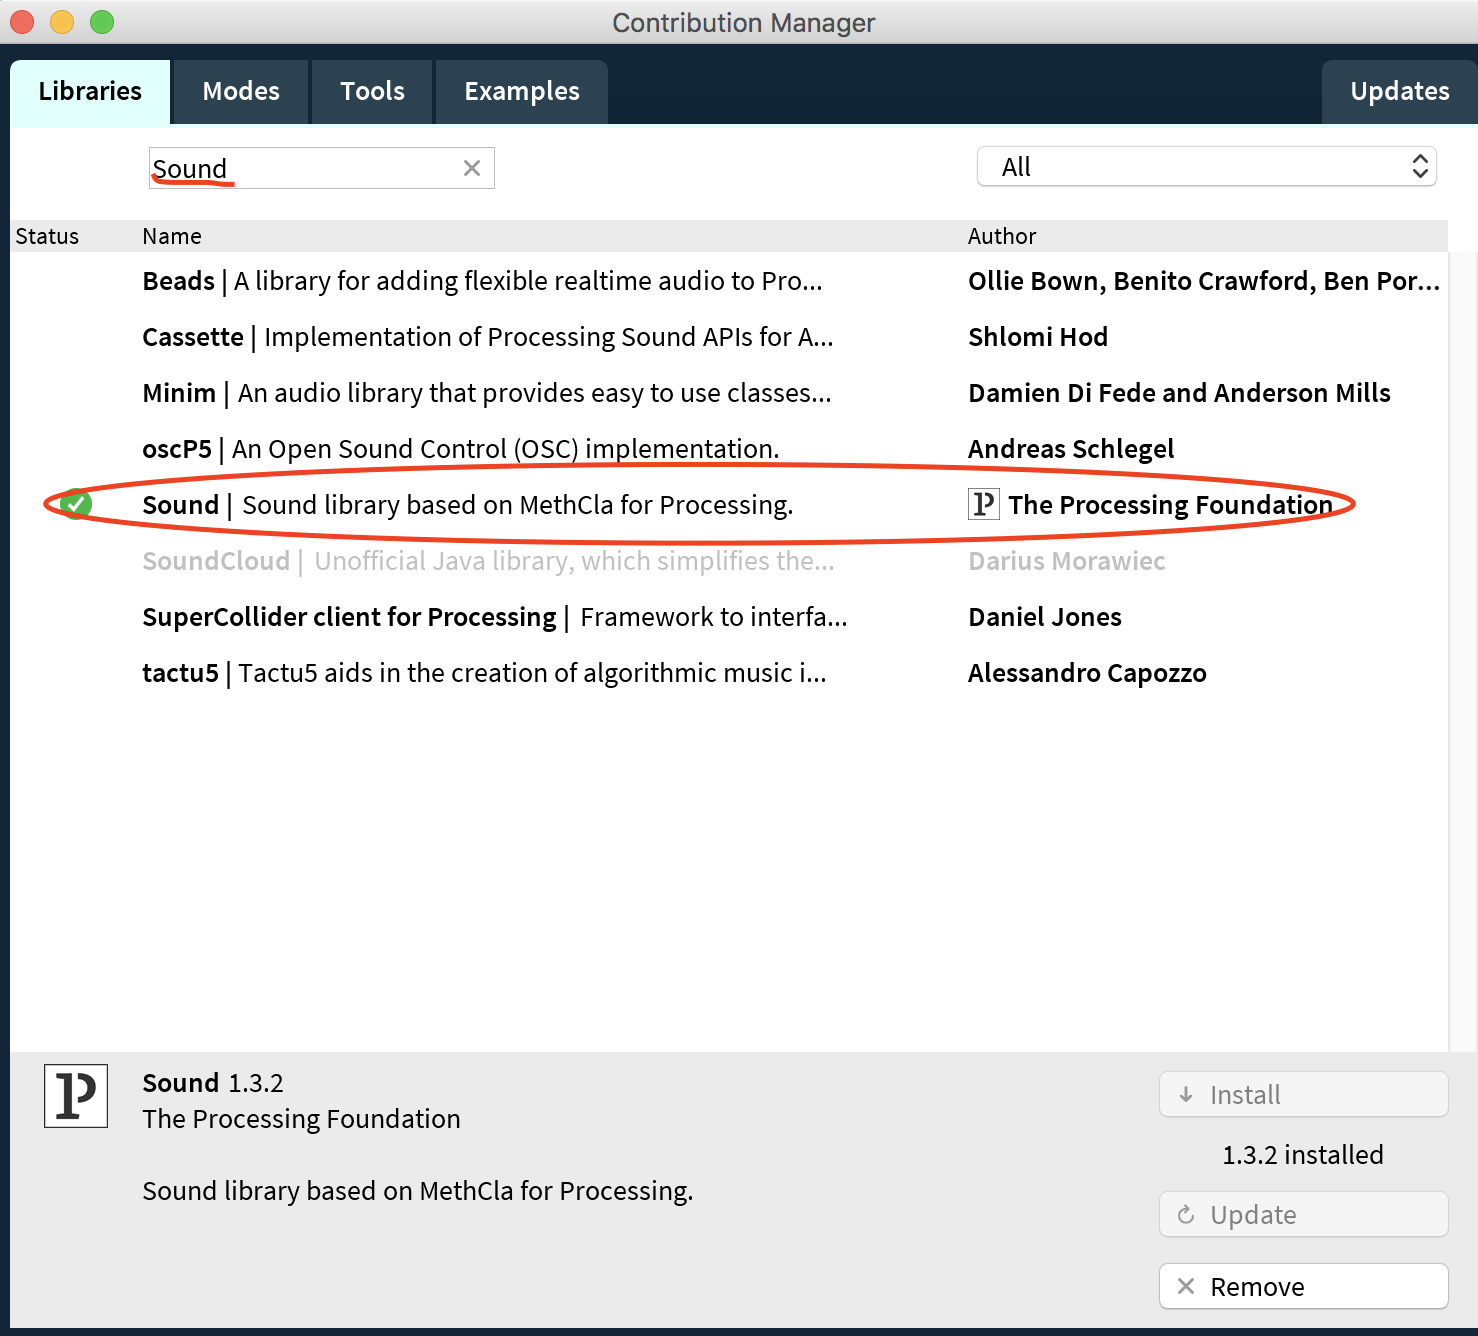 Contribution Manager
Libraries Modes Tools Examples Updates
Sound All
Status Name Author
Beads | A library for adding flexible realtime audio to Pro... Ollie Bown, Benito Crawford, Ben Por...
Cassette | Implementation of Processing Sound APIs for A... Shlomi Hod
Minim | An audio library that provides easy to use classes... Damien Di Fede and Anderson Mills
oscP5 | An Open Sound Control (OSC) implementation. Andreas Schlegel
Sound | Sound library based on MethCla for Processing. P The Processing Foundation
SoundCloud | Unofficial Java library, which simplifies the... Darius Morawiec
SuperCollider client for Processing | Framework to interfa... Daniel Jones
tactu5 | Tactu5 aids in the creation of algorithmic music i... Alessandro Capozzo
P
Sound 1.3.2
The Processing Foundation
Sound library based on MethCla for Processing.
Install
1.3.2 installed
Update
Remove